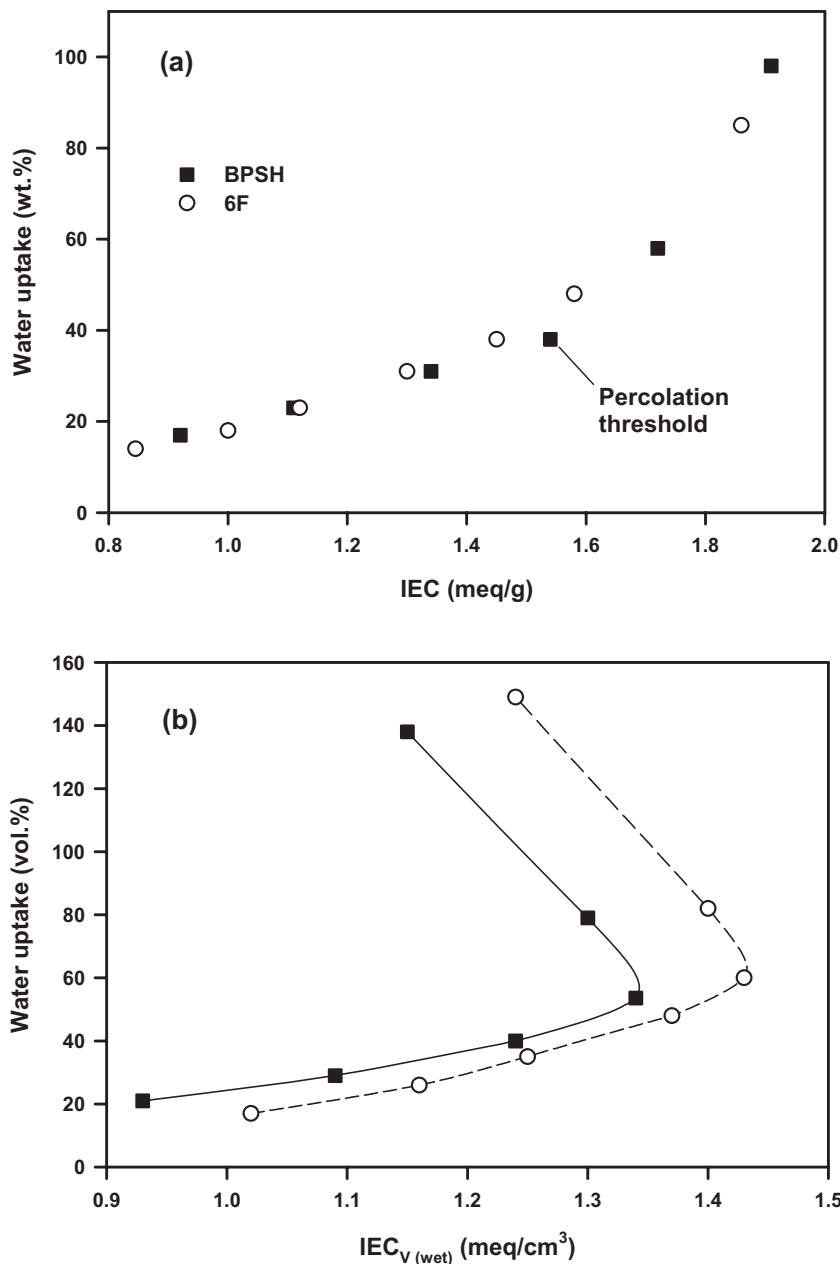 (a)
100
80
60
40
20
0
Water uptake (wt.%)
BPSH
6F
Percolation
threshold
0.8 1.0 1.2 1.4 1.6 1.8 2.0
IEC (meq/g)
(b)
160
140
120
100
80
60
40
20
0
Water uptake (vol.%)
0.9 1.0 1.1 1.2 1.3 1.4 1.5
IECV (wet) (meq/cm3)